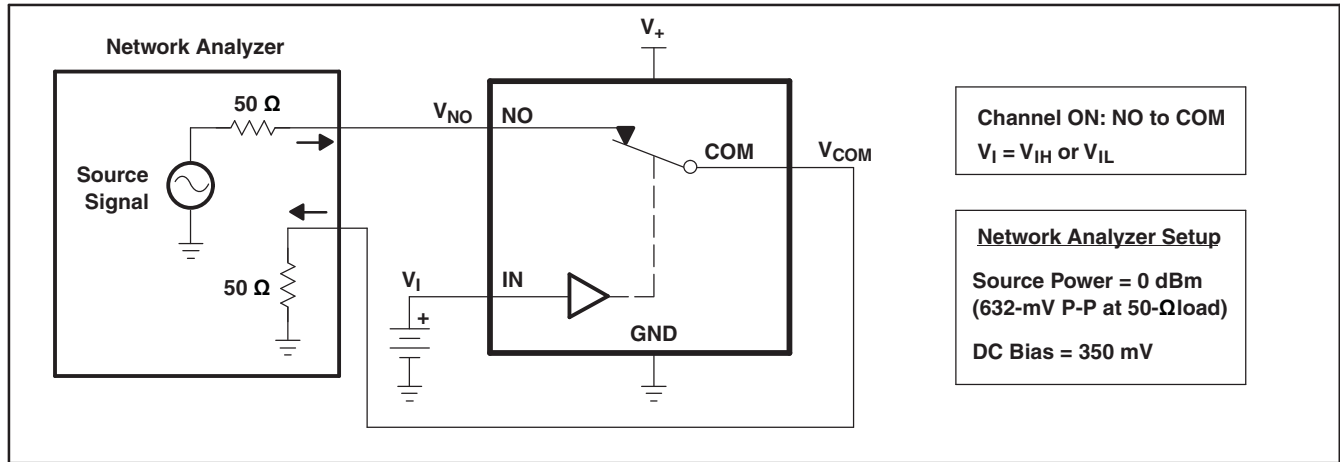 Network Analyzer
50 Ω
Source
Signal
50 Ω
V+
VNO
NO
COM
VCOM
VI
+
IN
GND
Channel ON: NO to COM
VI = VIH or VIL
Network Analyzer Setup
Source Power = 0 dBm
(632-mV P-P at 50-Ωload)
DC Bias = 350 mV